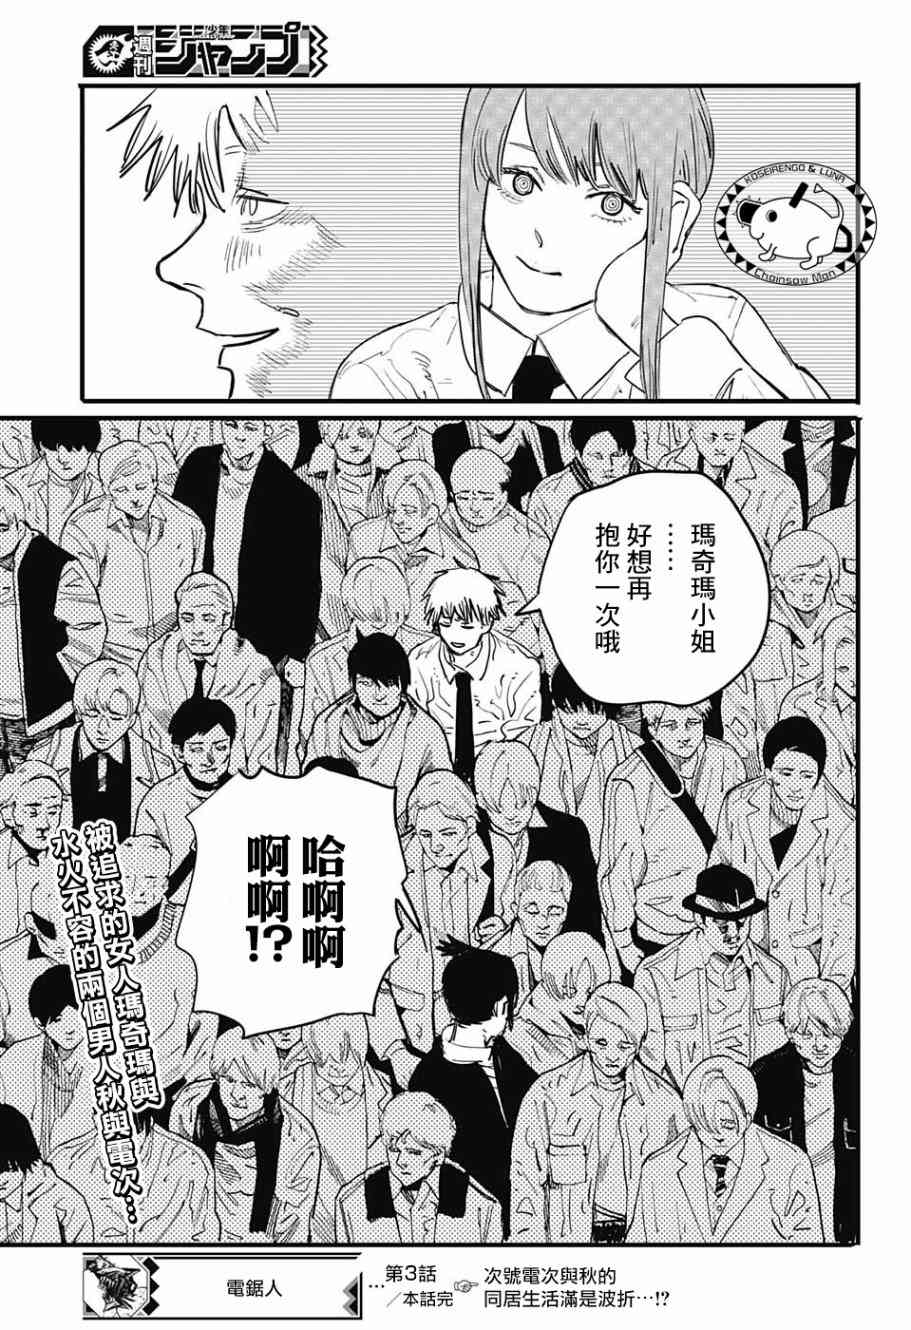 週刊
少年
ジャンプ
KOSEIRENGO & LUNA
Chainsaw Man
瑪奇瑪小姐
……
好想再
抱你一次哦
哈啊啊
啊啊!?
被追求的女人瑪奇瑪與
水火不容的兩個男人秋與電次…
電鋸人
…第3話
／本話完
☞次號電次與秋的
同居生活滿是波折…!?